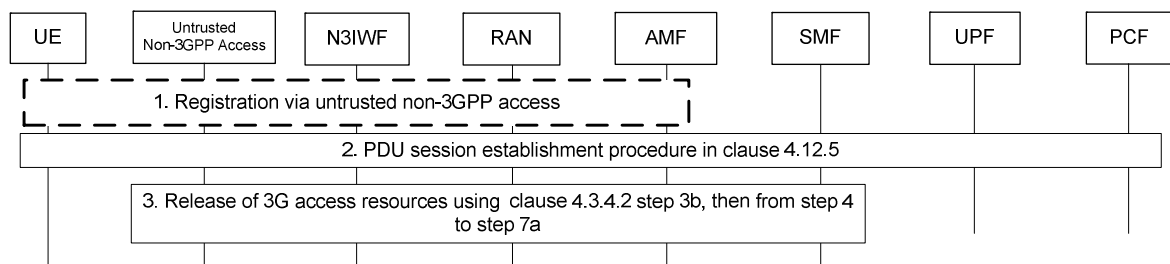 UE
Untrusted
Non-3GPP Access
N3IWF
RAN
AMF
SMF
UPF
PCF
1. Registration via untrusted non-3GPP access
2. PDU session establishment procedure in clause 4.12.5
3. Release of 3G access resources using clause 4.3.4.2 step 3b, then from step 4
to step 7a